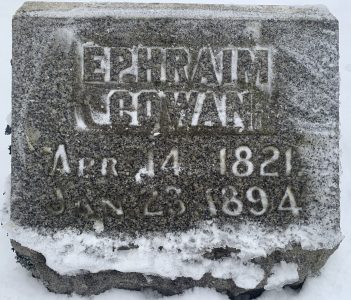 EPHRAIM
COWAN
APR. 14 1821.
JAN. 23 1894